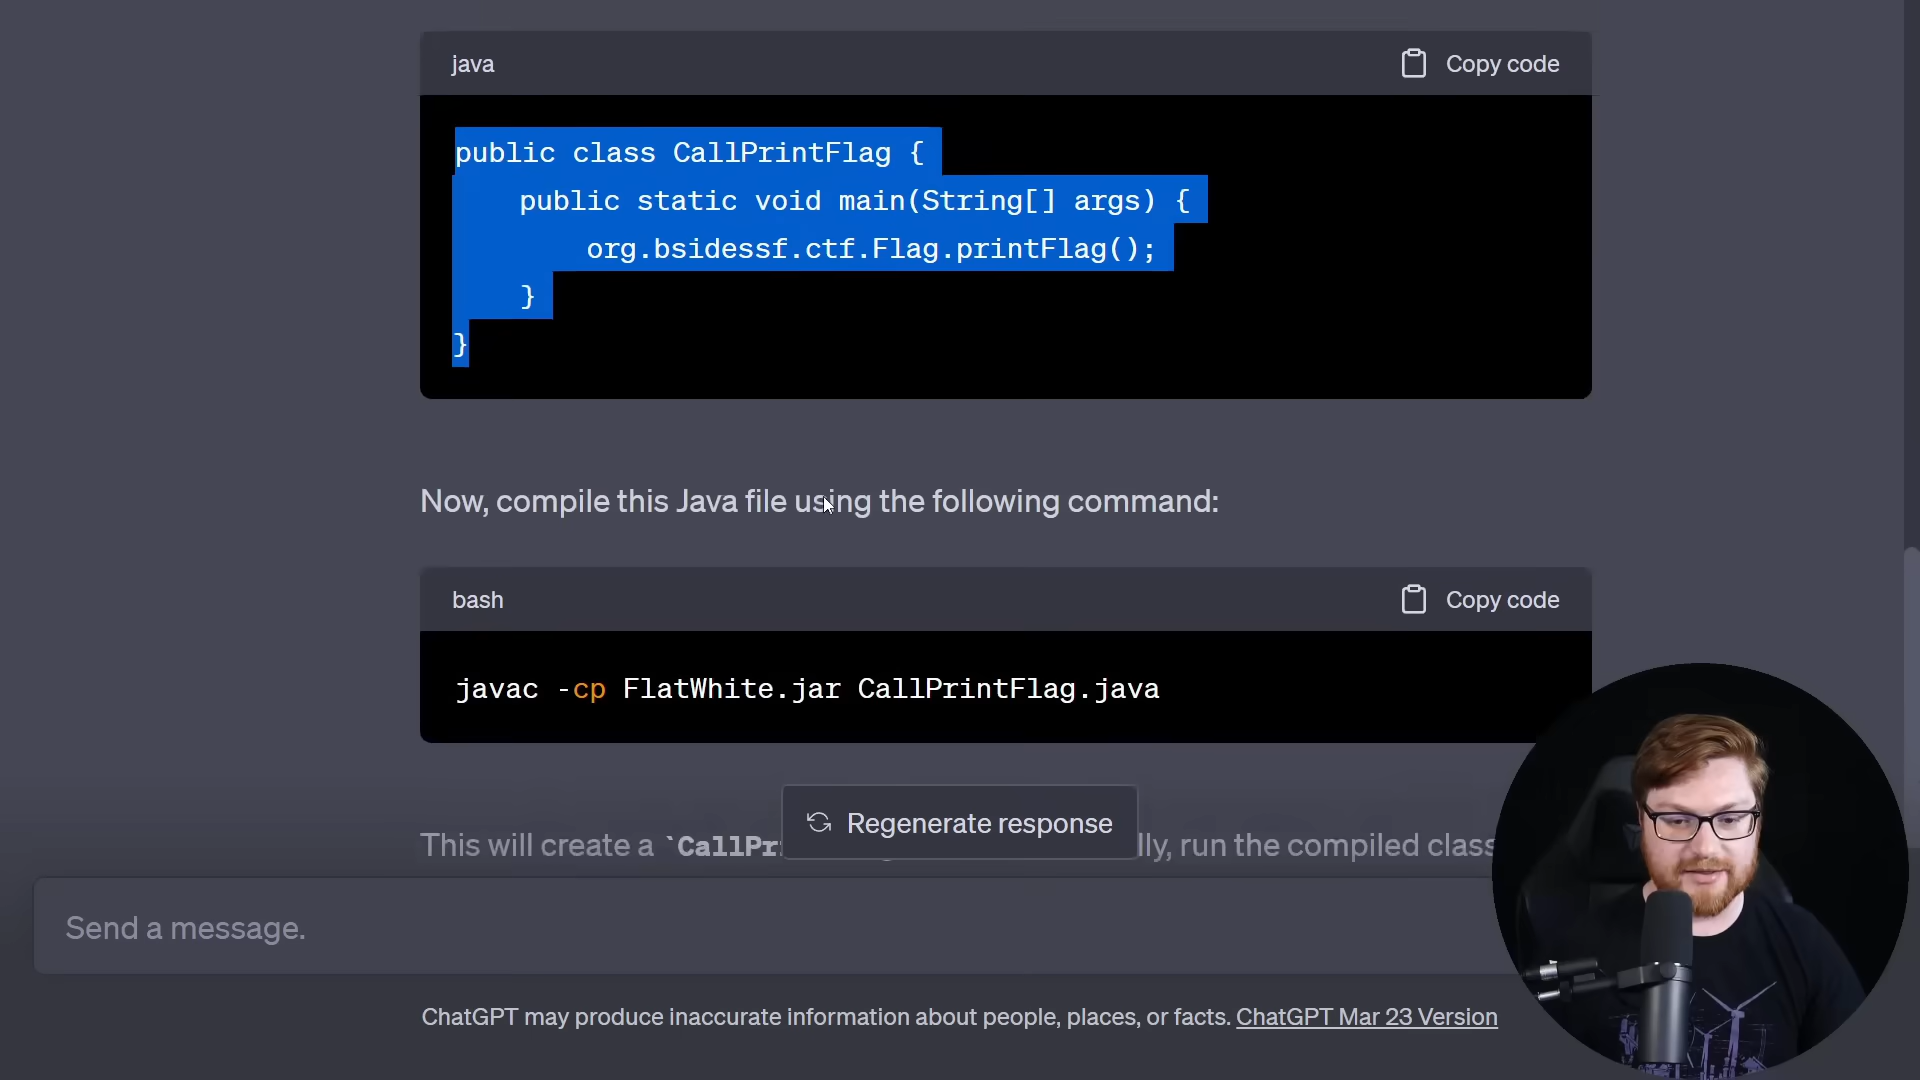 java
Copy code
public class CallPrintFlag {
public static void main(String[] args) {
org.bsidessf.ctf.Flag.printFlag();
}
}
Now, compile this Java file using the following command:
bash
Copy code
javac -cp FlatWhite.jar CallPrintFlag.java
Regenerate response
This will create a `CallPr lly, run the compiled class
Send a message.
ChatGPT may produce inaccurate information about people, places, or facts. ChatGPT Mar 23 Version